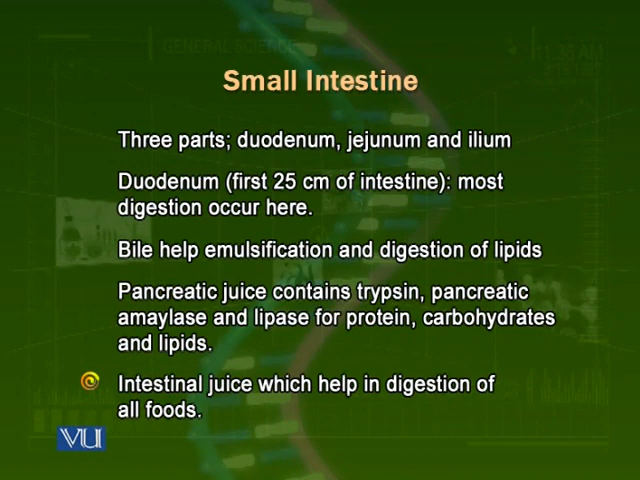 GENERAL SCIENCE
Small Intestine
Three parts; duodenum, jejunum and ilium
Duodenum (first 25 cm of intestine): most
digestion occur here.
Bile help emulsification and digestion of lipids
Pancreatic juice contains trypsin, pancreatic
amaylase and lipase for protein, carbohydrates
and lipids.
Intestinal juice which help in digestion of
all foods.
VU